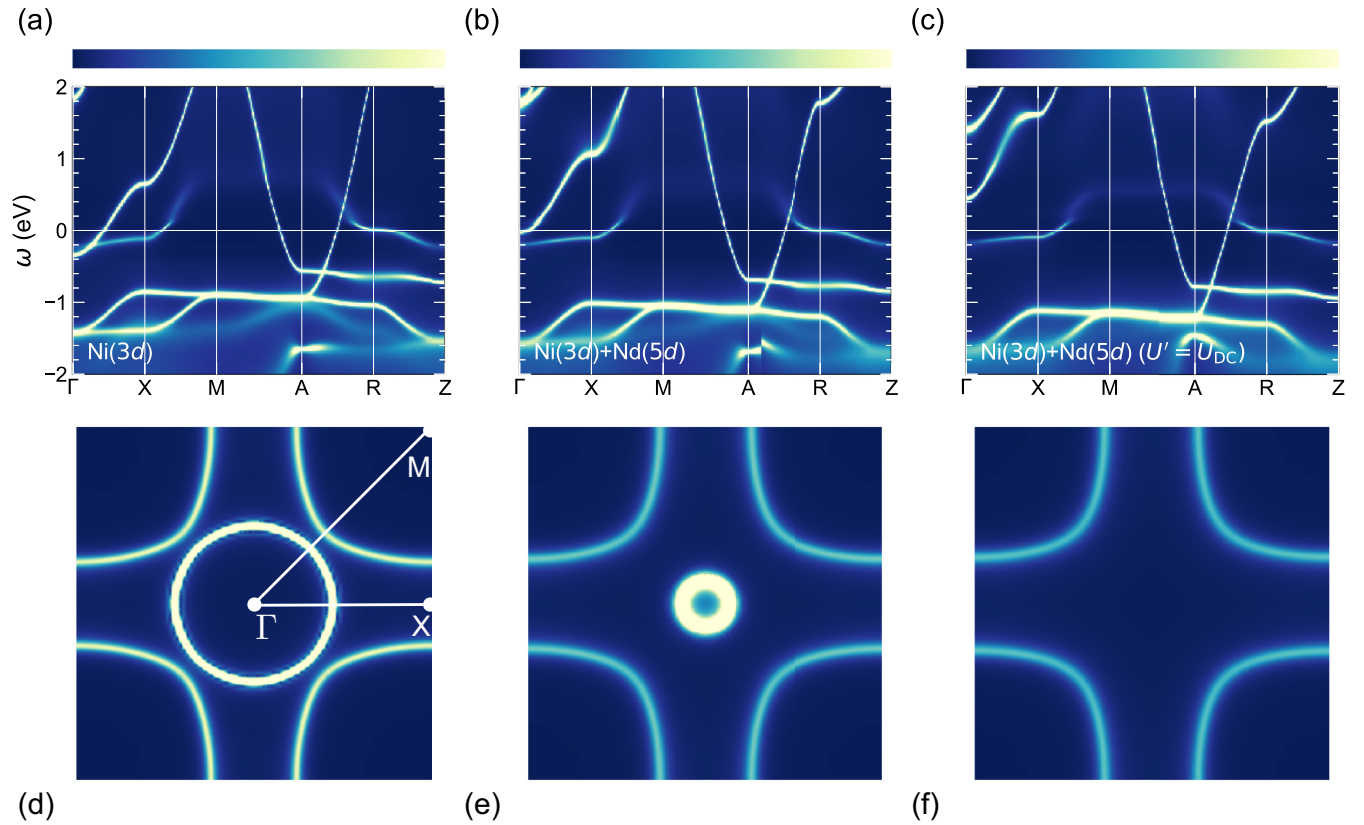 (a) (b) (c)
2
1
0
−1
−2
ω (eV)
Ni(3d)
Ni(3d)+Nd(5d)
Ni(3d)+Nd(5d) (U′ = U_DC)
Γ X M A R Z
Γ X M A R Z
Γ X M A R Z
M
Γ
X
(d) (e) (f)